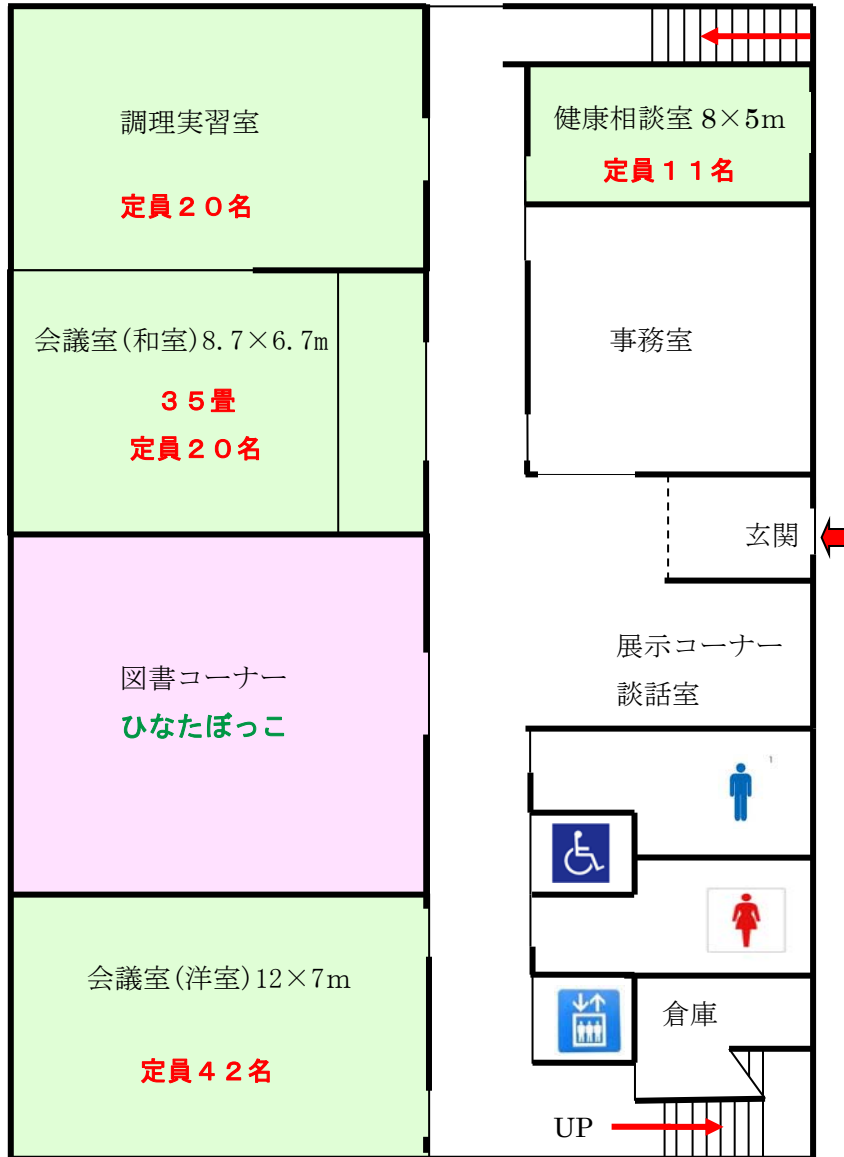 調理実習室
定員２０名
健康相談室 8×5m
定員１１名
会議室(和室)8.7×6.7m
３５畳
定員２０名
事務室
玄関
図書コーナー
ひなたぼっこ
展示コーナー
談話室
1
会議室(洋室)12×7m
定員４２名
倉庫
UP